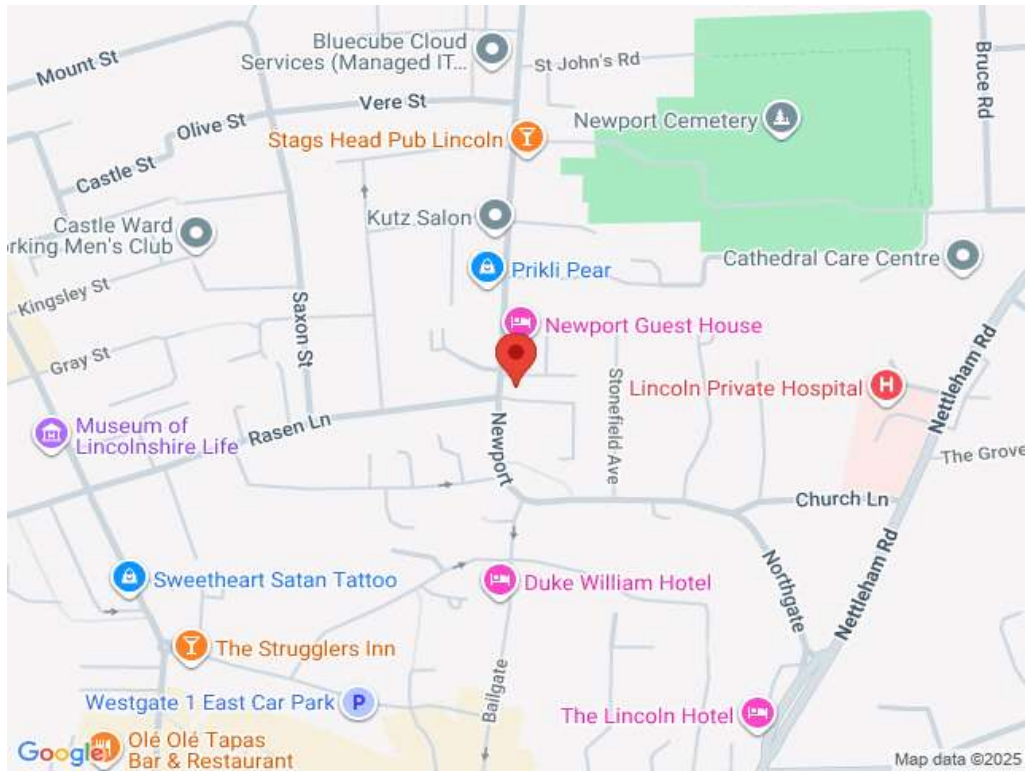 Bluecube Cloud
Services (Managed IT...
Mount St
St John's Rd
Bruce Rd
Vere St
Olive St
Newport Cemetery
Stags Head Pub Lincoln
Castle St
Kutz Salon
Castle Ward
orking Men's Club
Cathedral Care Centre
Prikli Pear
Kingsley St
Saxon St
Newport Guest House
Gray St
Stonefield Ave
Lincoln Private Hospital
H
Nettleham Rd
Museum of
Lincolnshire Life
Rasen Ln
Newport
The Grove
Church Ln
Sweetheart Satan Tattoo
Duke William Hotel
Northgate
Nettleham Rd
The Strugglers Inn
Bailgate
Westgate 1 East Car Park
P
The Lincoln Hotel
Olé Olé Tapas
Bar & Restaurant
Google
Map data ©2025